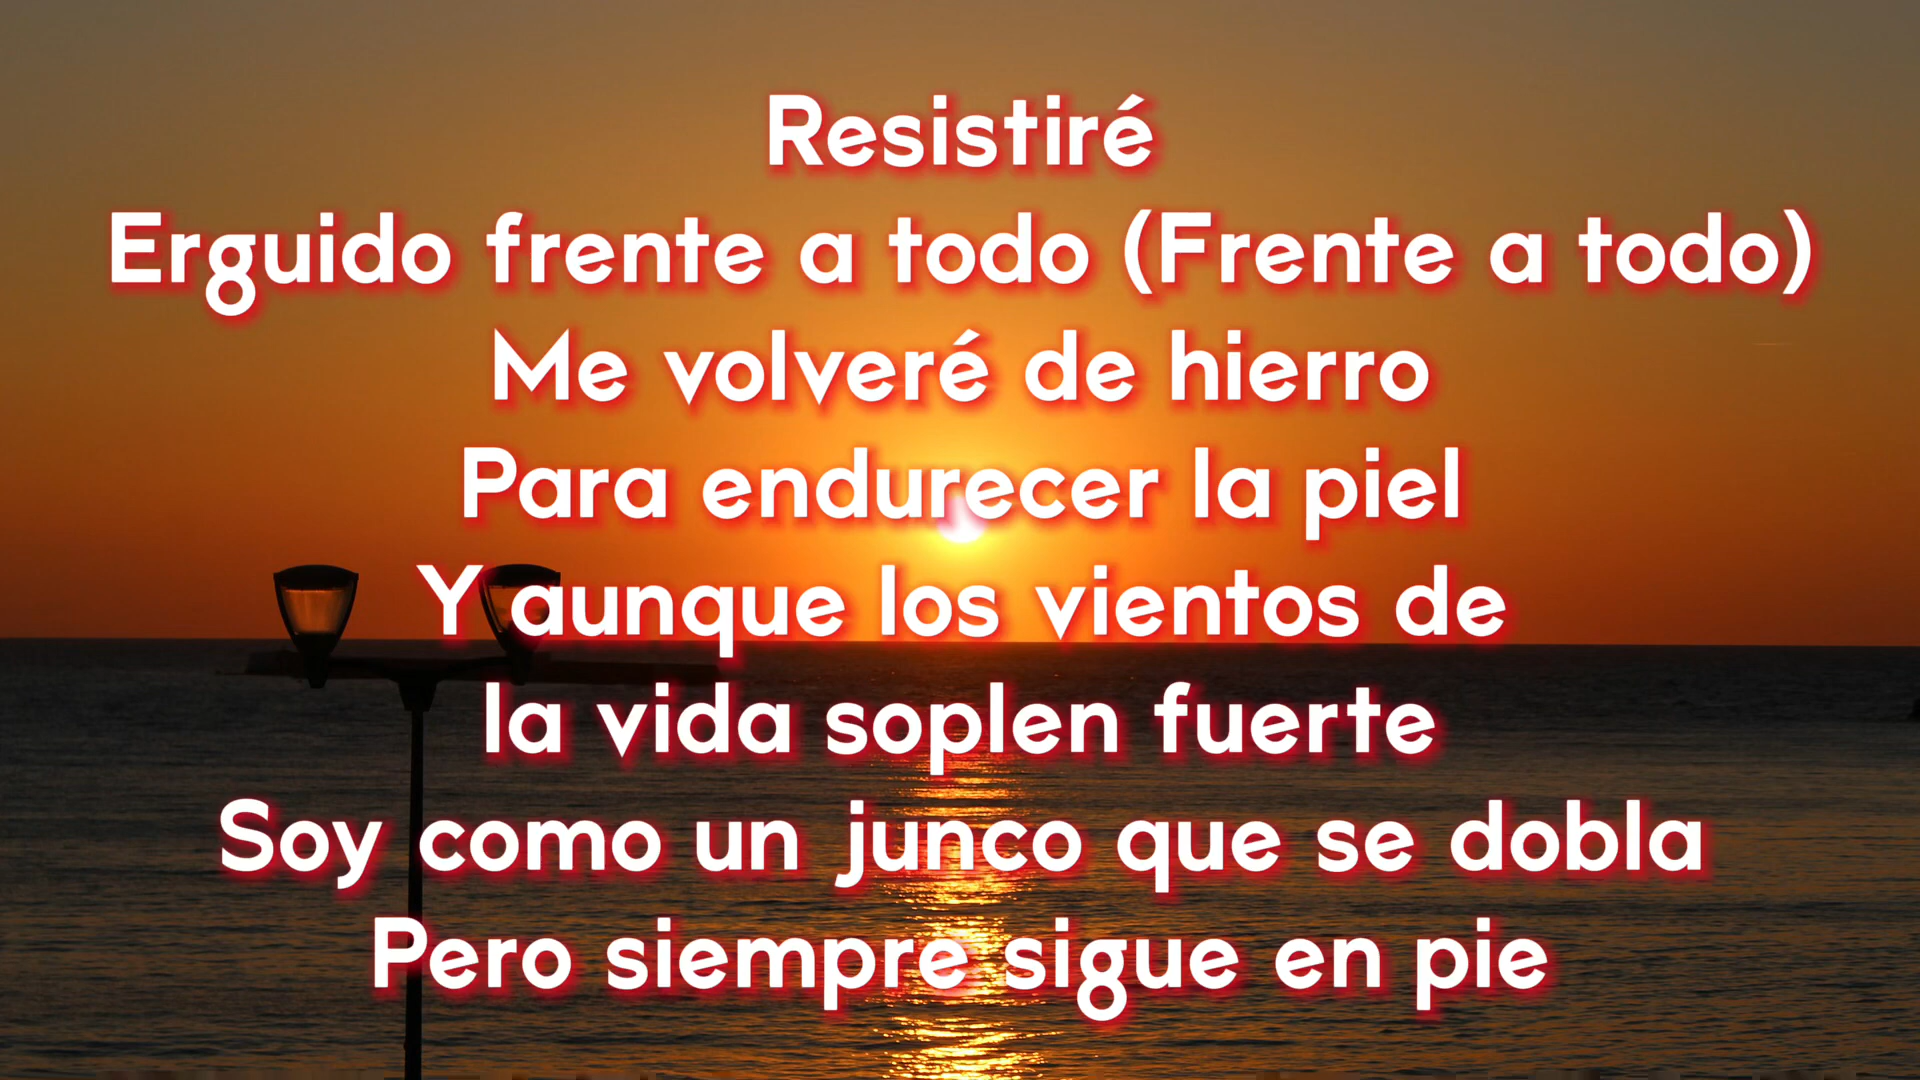 Resistiré
Erguido frente a todo (Frente a todo)
Me volveré de hierro
Para endurecer la piel
Y aunque los vientos de
la vida soplen fuerte
Soy como un junco que se dobla
Pero siempre sigue en pie